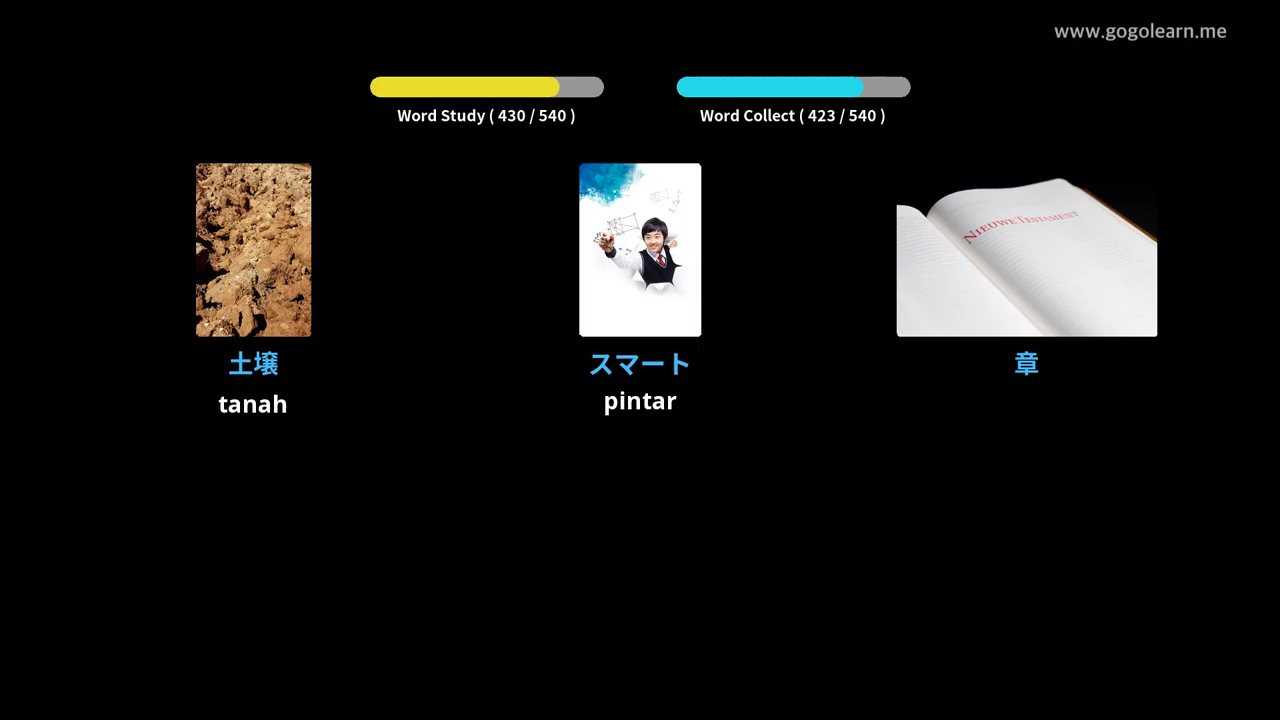 www.gogolearn.me
Word Study ( 430 / 540 )
Word Collect ( 423 / 540 )
NIEUWE TESTAMENT
土壌
スマート
章
tanah
pintar